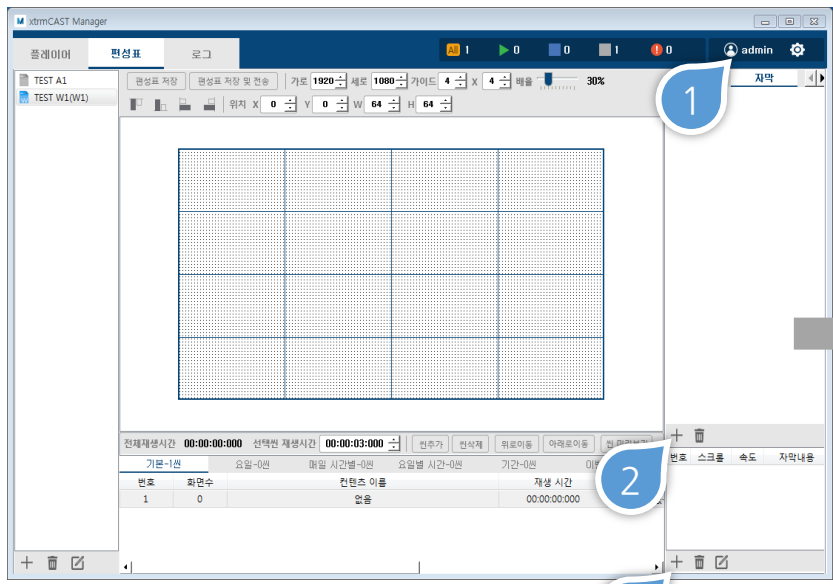 xtrmCAST Manager
플레이어 편성표 로그 All 1 0 0 1 0 admin
TEST A1
TEST W1(W1)
편성표 저장 편성표 저장 및 전송 가로 1920 세로 1080 가이드 4 X 4 배율 30% 자막
위치 X 0 Y 0 W 64 H 64
1
전체재생시간 00:00:00:000 선택씬 재생시간 00:00:03:000 씬추가 씬삭제 위로이동 아래로이동
기본-1씬 요일-0씬 매일 시간별-0씬 요일별 시간-0씬 기간-0씬
번호 스크롤 속도 자막내용
번호 화면수 컨텐츠 이름 재생 시간
1 0 없음 00:00:00:000
2